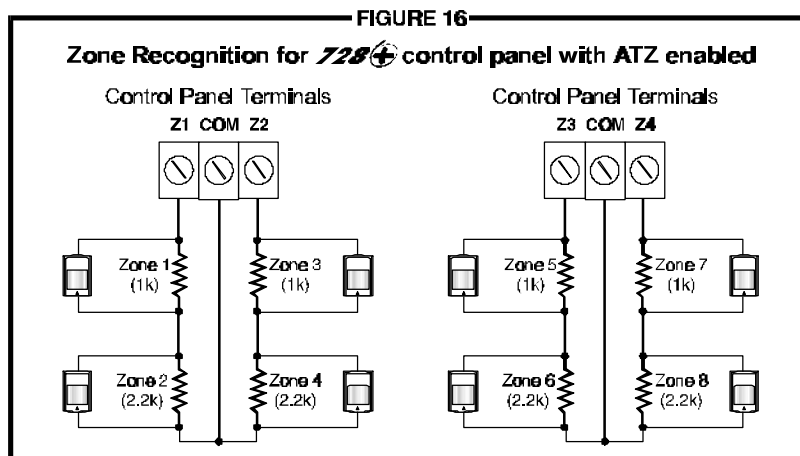 FIGURE 16
Zone Recognition for 728+ control panel with ATZ enabled
Control Panel Terminals
Z1 COM Z2
Zone 1
(1k)
Zone 3
(1k)
Zone 2
(2.2k)
Zone 4
(2.2k)
Control Panel Terminals
Z3 COM Z4
Zone 5
(1k)
Zone 7
(1k)
Zone 6
(2.2k)
Zone 8
(2.2k)